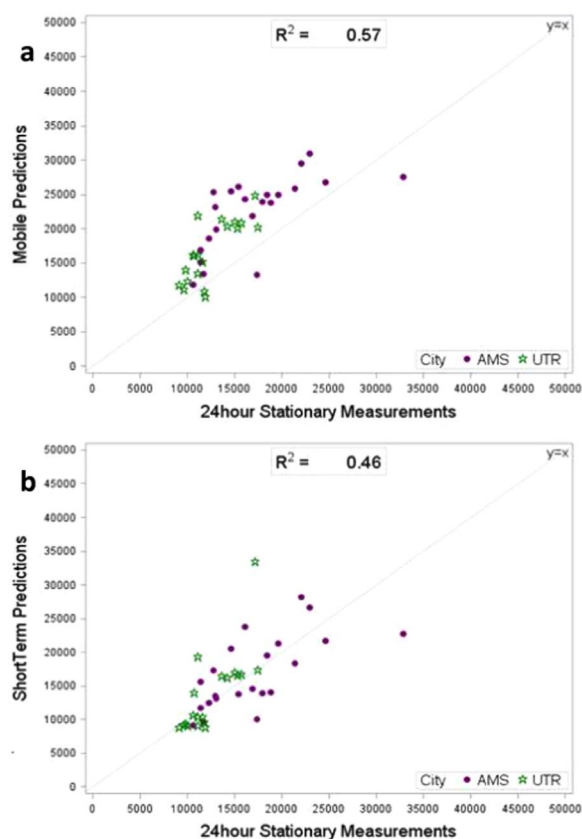 a
R² = 0.57
y=x
50000
45000
40000
35000
30000
25000
20000
15000
10000
5000
0
Mobile Predictions
City AMS UTR
0 5000 10000 15000 20000 25000 30000 35000 40000 45000 50000
24hour Stationary Measurements
b
R² = 0.46
y=x
50000
45000
40000
35000
30000
25000
20000
15000
10000
5000
0
ShortTerm Predictions
City AMS UTR
0 5000 10000 15000 20000 25000 30000 35000 40000 45000 50000
24hour Stationary Measurements